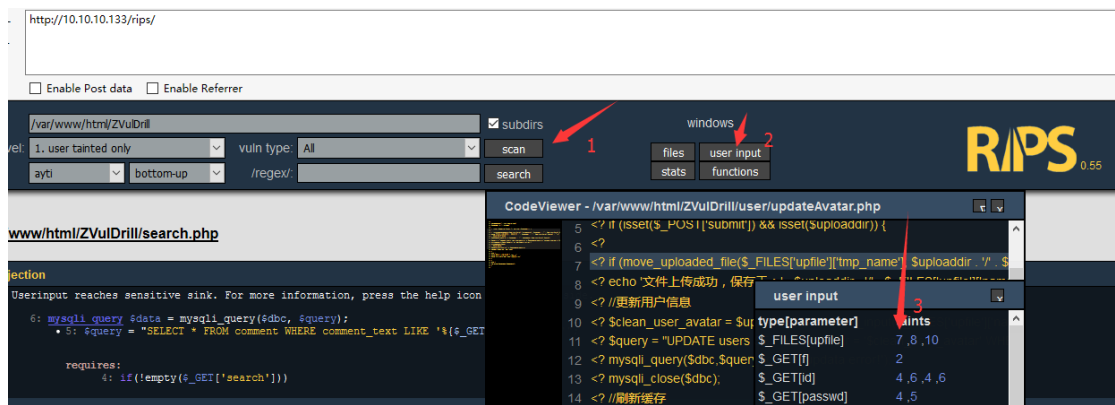 http://10.10.10.133/rips/
Enable Post data Enable Referrer
/var/www/html/ZVulDrill subdirs windows
vel: 1. user tainted only vuln type: All scan 1 files user input 2
ayti bottom-up /regex/: search stats functions
RIPS 0.55
CodeViewer - /var/www/html/ZVulDrill/user/updateAvatar.php
www/html/ZVulDrill/search.php
5 <? if (isset($_POST['submit']) && isset($uploaddir)) {
6 <?
7 <? if (move_uploaded_file($_FILES['upfile']['tmp_name'], $uploaddir . '/' . $
8 <? echo '文件上传成功，保存
9 <? //更新用户信息
10 <? $clean_user_avatar = $up
11 <? $query = "UPDATE users
12 <? mysqli_query($dbc,$query
13 <? mysqli_close($dbc);
14 <? //刷新缓存
jection
Userinput reaches sensitive sink. For more information, press the help icon
6: mysqli_query $data = mysqli_query($dbc, $query);
• 5: $query = "SELECT * FROM comment WHERE comment_text LIKE '%{$_GET
requires:
4: if(!empty($_GET['search']))
user input
3
type[parameter] taints
$_FILES[upfile] 7 ,8 ,10
$_GET[f] 2
$_GET[id] 4 ,6 ,4 ,6
$_GET[passwd] 4 ,5